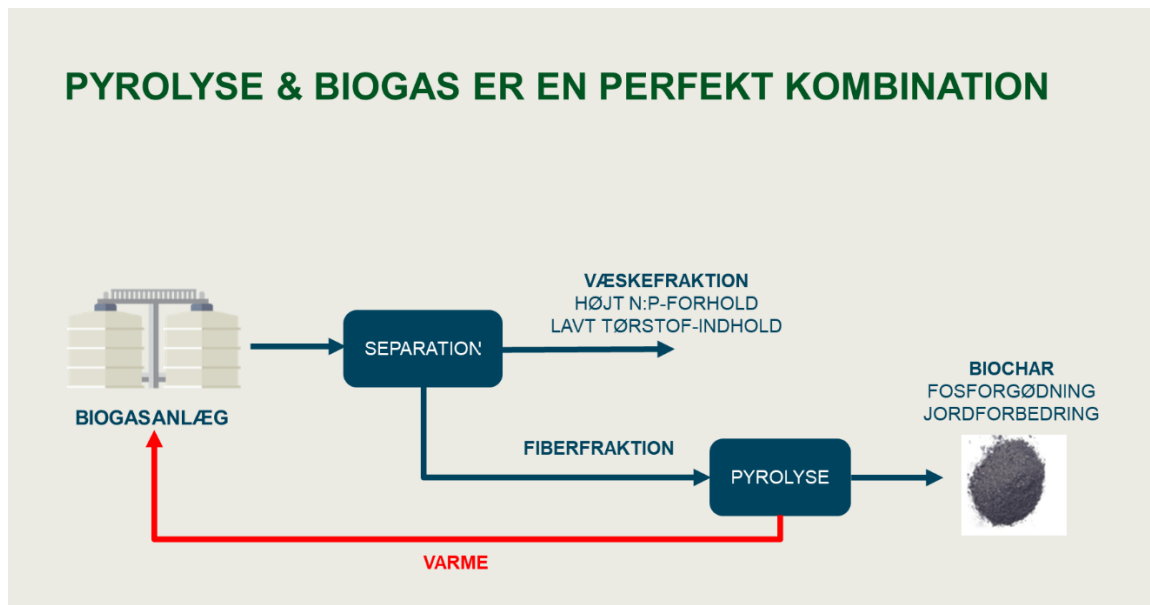 PYROLYSE & BIOGAS ER EN PERFEKT KOMBINATION
VÆSKEFRAKTION
HØJT N:P-FORHOLD
LAVT TØRSTOF-INDHOLD
SEPARATION
BIOGASANLÆG
BIOCHAR
FOSFORGØDNING
JORDFORBEDRING
FIBERFRAKTION
PYROLYSE
VARME